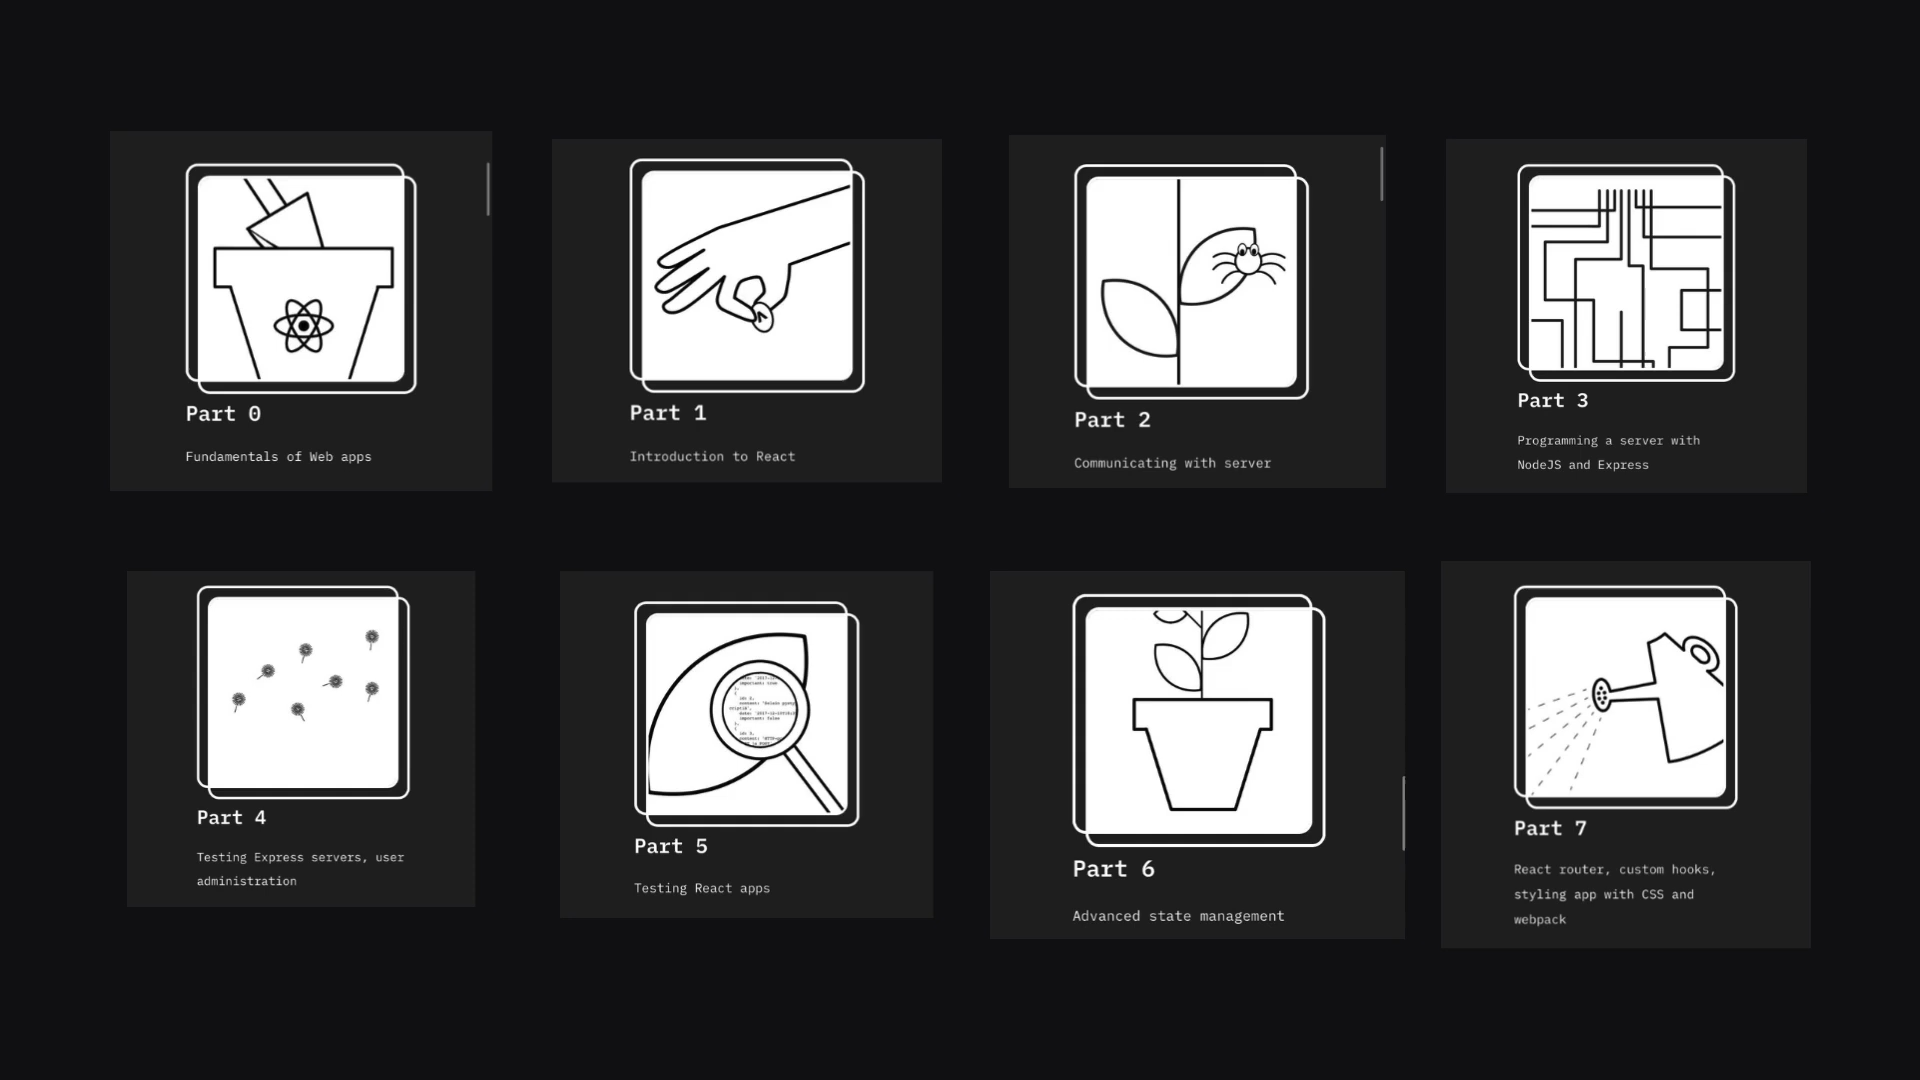 Part 0
Fundamentals of Web apps
Part 1
Introduction to React
Part 2
Communicating with server
Part 3
Programming a server with
NodeJS and Express
Part 4
Testing Express servers, user
administration
Part 5
Testing React apps
Part 6
Advanced state management
Part 7
React router, custom hooks,
styling app with CSS and
webpack